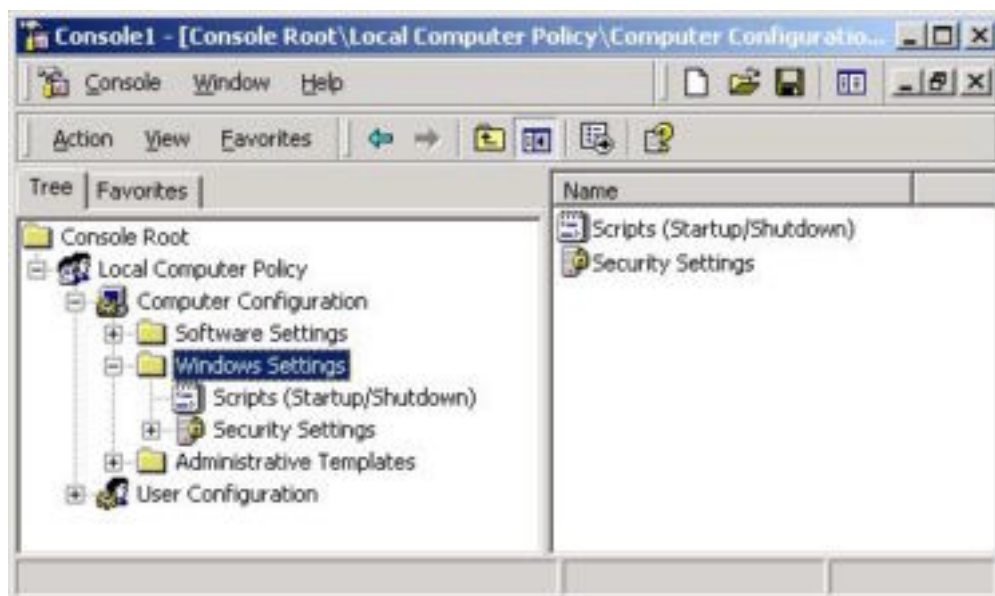 Console1 - [Console Root\Local Computer Policy\Computer Configuratio...
Console Window Help
Action View Favorites
Tree Favorites
Name
Console Root
Local Computer Policy
Computer Configuration
Software Settings
Windows Settings
Scripts (Startup/Shutdown)
Security Settings
Administrative Templates
User Configuration
Scripts (Startup/Shutdown)
Security Settings